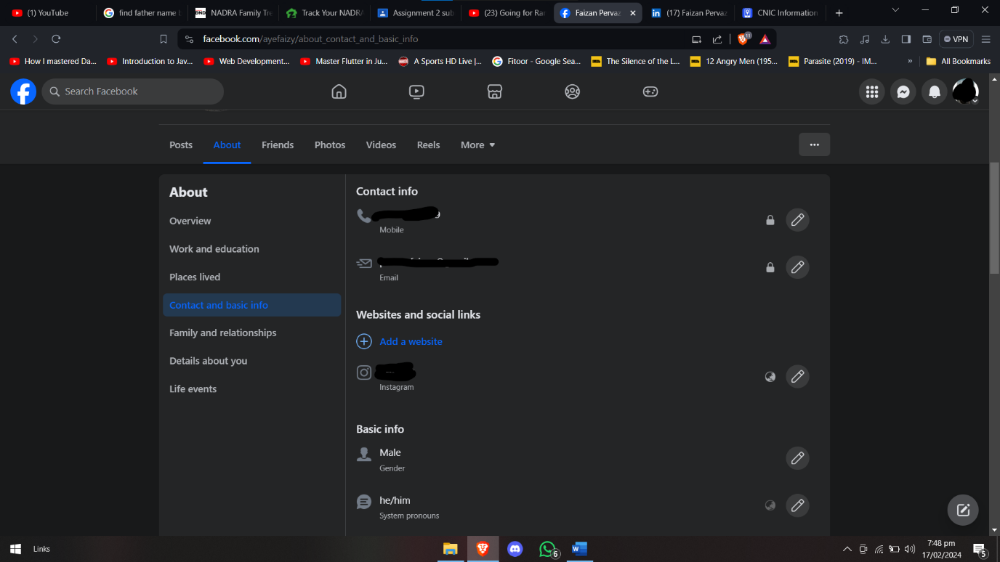 (1) YouTube
find father name b
NADRA Family Tre
Track Your NADRA
Assignment 2 sub
(23) Going for Rar
Faizan Pervaz
(17) Faizan Pervaz
CNIC Information
facebook.com/ayefaizy/about_contact_and_basic_info
11
VPN
How I mastered Da...
Introduction to Jav...
Web Development...
Master Flutter in Ju...
A Sports HD Live |...
Fitoor - Google Sea...
The Silence of the L...
12 Angry Men (195...
Parasite (2019) - IM...
»
All Bookmarks
Search Facebook
Posts
About
Friends
Photos
Videos
Reels
More
About
Overview
Work and education
Places lived
Contact and basic info
Family and relationships
Details about you
Life events
Contact info
Mobile
Email
Websites and social links
Add a website
Instagram
Basic info
Male
Gender
he/him
System pronouns
Links
6
7:48 pm
17/02/2024
5